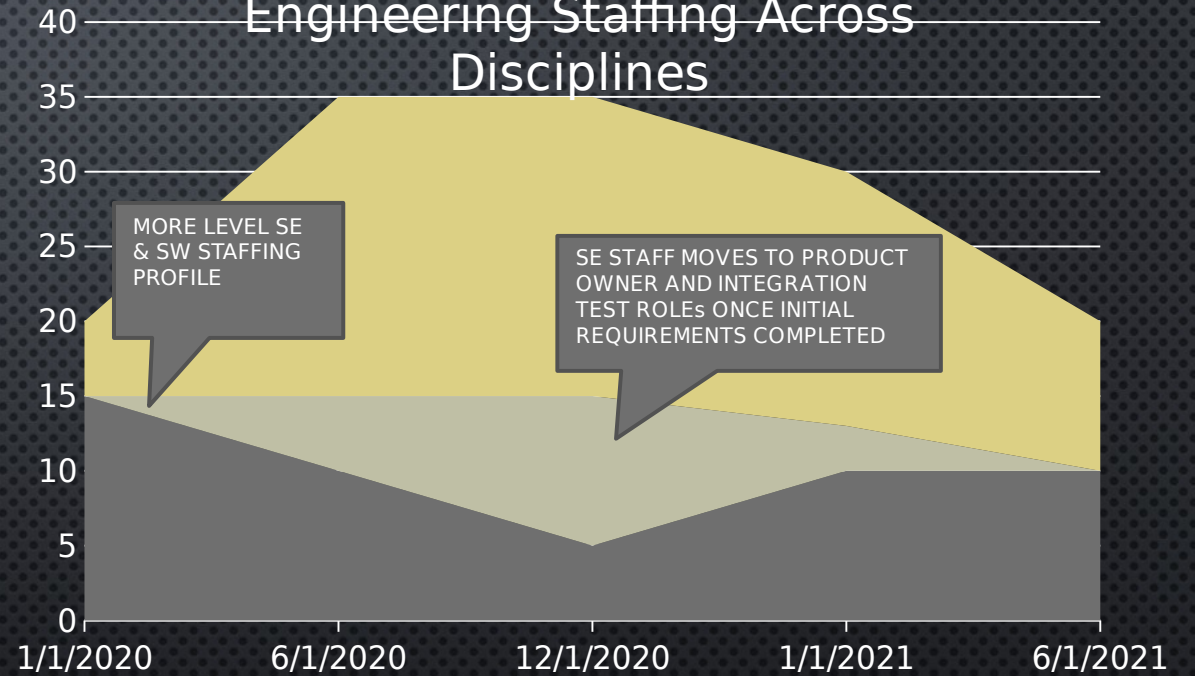 Engineering Staffing Across
Disciplines
40
35
30
25
20
15
10
5
0
MORE LEVEL SE
& SW STAFFING
PROFILE
SE STAFF MOVES TO PRODUCT
OWNER AND INTEGRATION
TEST ROLEs ONCE INITIAL
REQUIREMENTS COMPLETED
1/1/2020 6/1/2020 12/1/2020 1/1/2021 6/1/2021